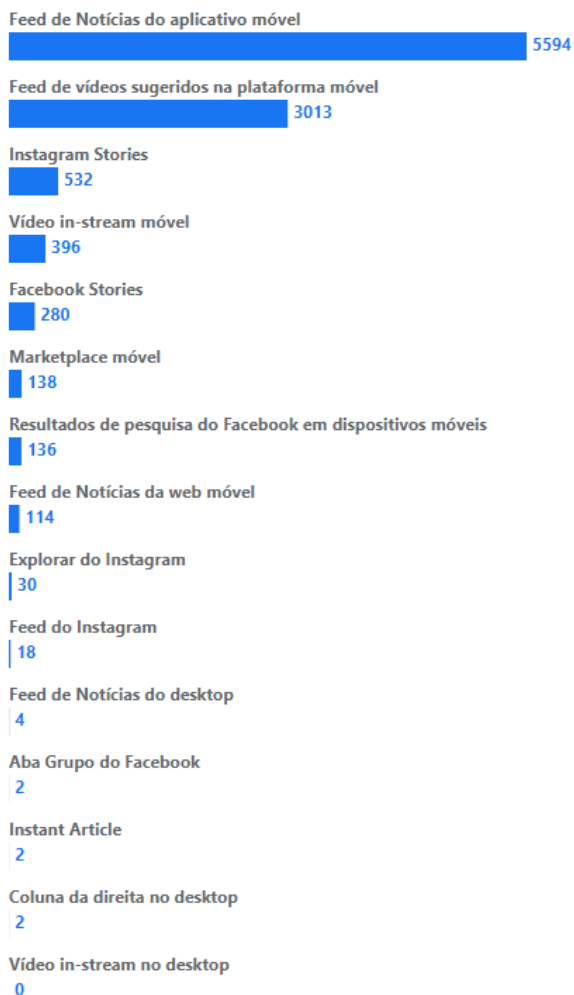 Feed de Notícias do aplicativo móvel
5594
Feed de vídeos sugeridos na plataforma móvel
3013
Instagram Stories
532
Vídeo in-stream móvel
396
Facebook Stories
280
Marketplace móvel
138
Resultados de pesquisa do Facebook em dispositivos móveis
136
Feed de Notícias da web móvel
114
Explorar do Instagram
30
Feed do Instagram
18
Feed de Notícias do desktop
4
Aba Grupo do Facebook
2
Instant Article
2
Coluna da direita no desktop
2
Vídeo in-stream no desktop
0